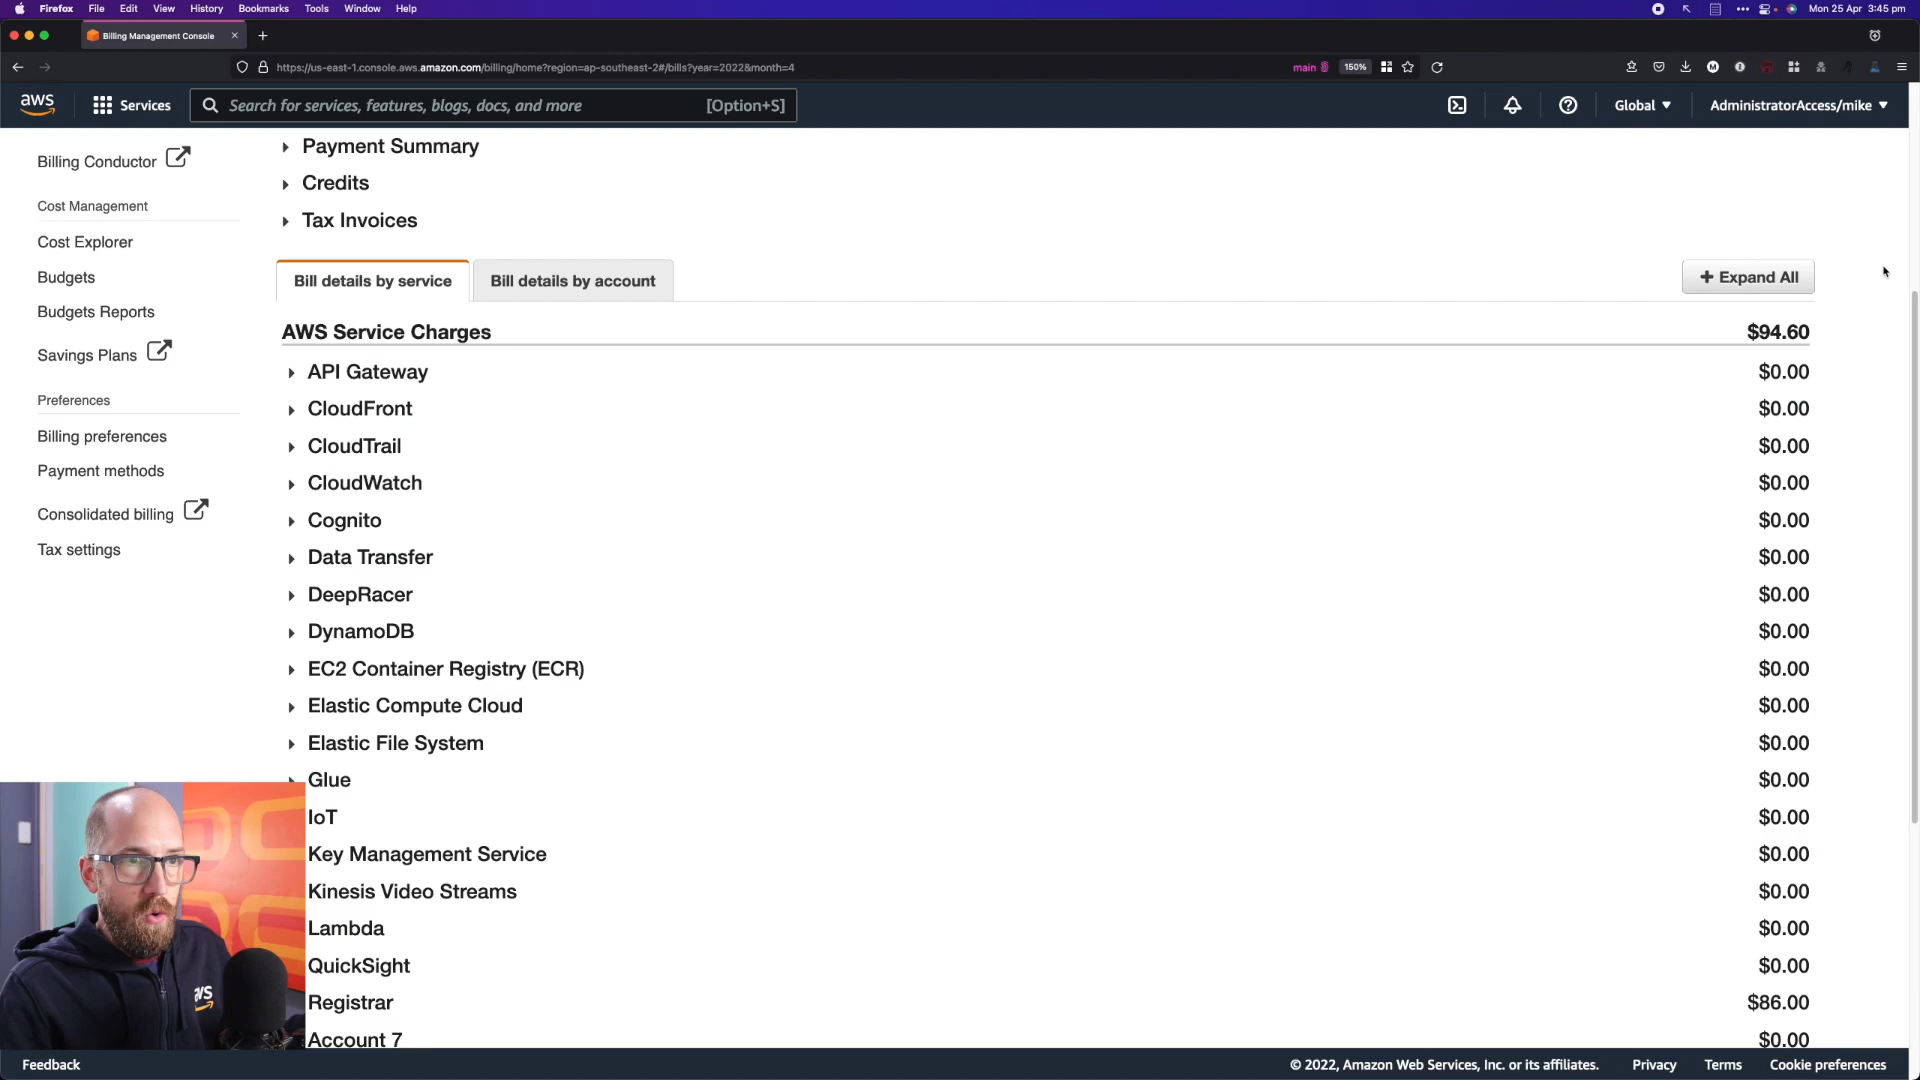 Firefox File Edit View History Bookmarks Tools Window Help
Mon 25 Apr 3:45 pm
Billing Management Console
https://us-east-1.console.aws.amazon.com/billing/home?region=ap-southeast-2#/bills?year=2022&month=4
main
150%
aws
Services
Search for services, features, blogs, docs, and more [Option+S]
Global
AdministratorAccess/mike
Billing Conductor
Cost Management
Cost Explorer
Budgets
Budgets Reports
Savings Plans
Preferences
Billing preferences
Payment methods
Consolidated billing
Tax settings
Payment Summary
Credits
Tax Invoices
Bill details by service
Bill details by account
+ Expand All
AWS Service Charges $94.60
API Gateway $0.00
CloudFront $0.00
CloudTrail $0.00
CloudWatch $0.00
Cognito $0.00
Data Transfer $0.00
DeepRacer $0.00
DynamoDB $0.00
EC2 Container Registry (ECR) $0.00
Elastic Compute Cloud $0.00
Elastic File System $0.00
Glue $0.00
IoT $0.00
Key Management Service $0.00
Kinesis Video Streams $0.00
Lambda $0.00
QuickSight $0.00
Registrar $86.00
Account 7 $0.00
Feedback
© 2022, Amazon Web Services, Inc. or its affiliates. Privacy Terms Cookie preferences